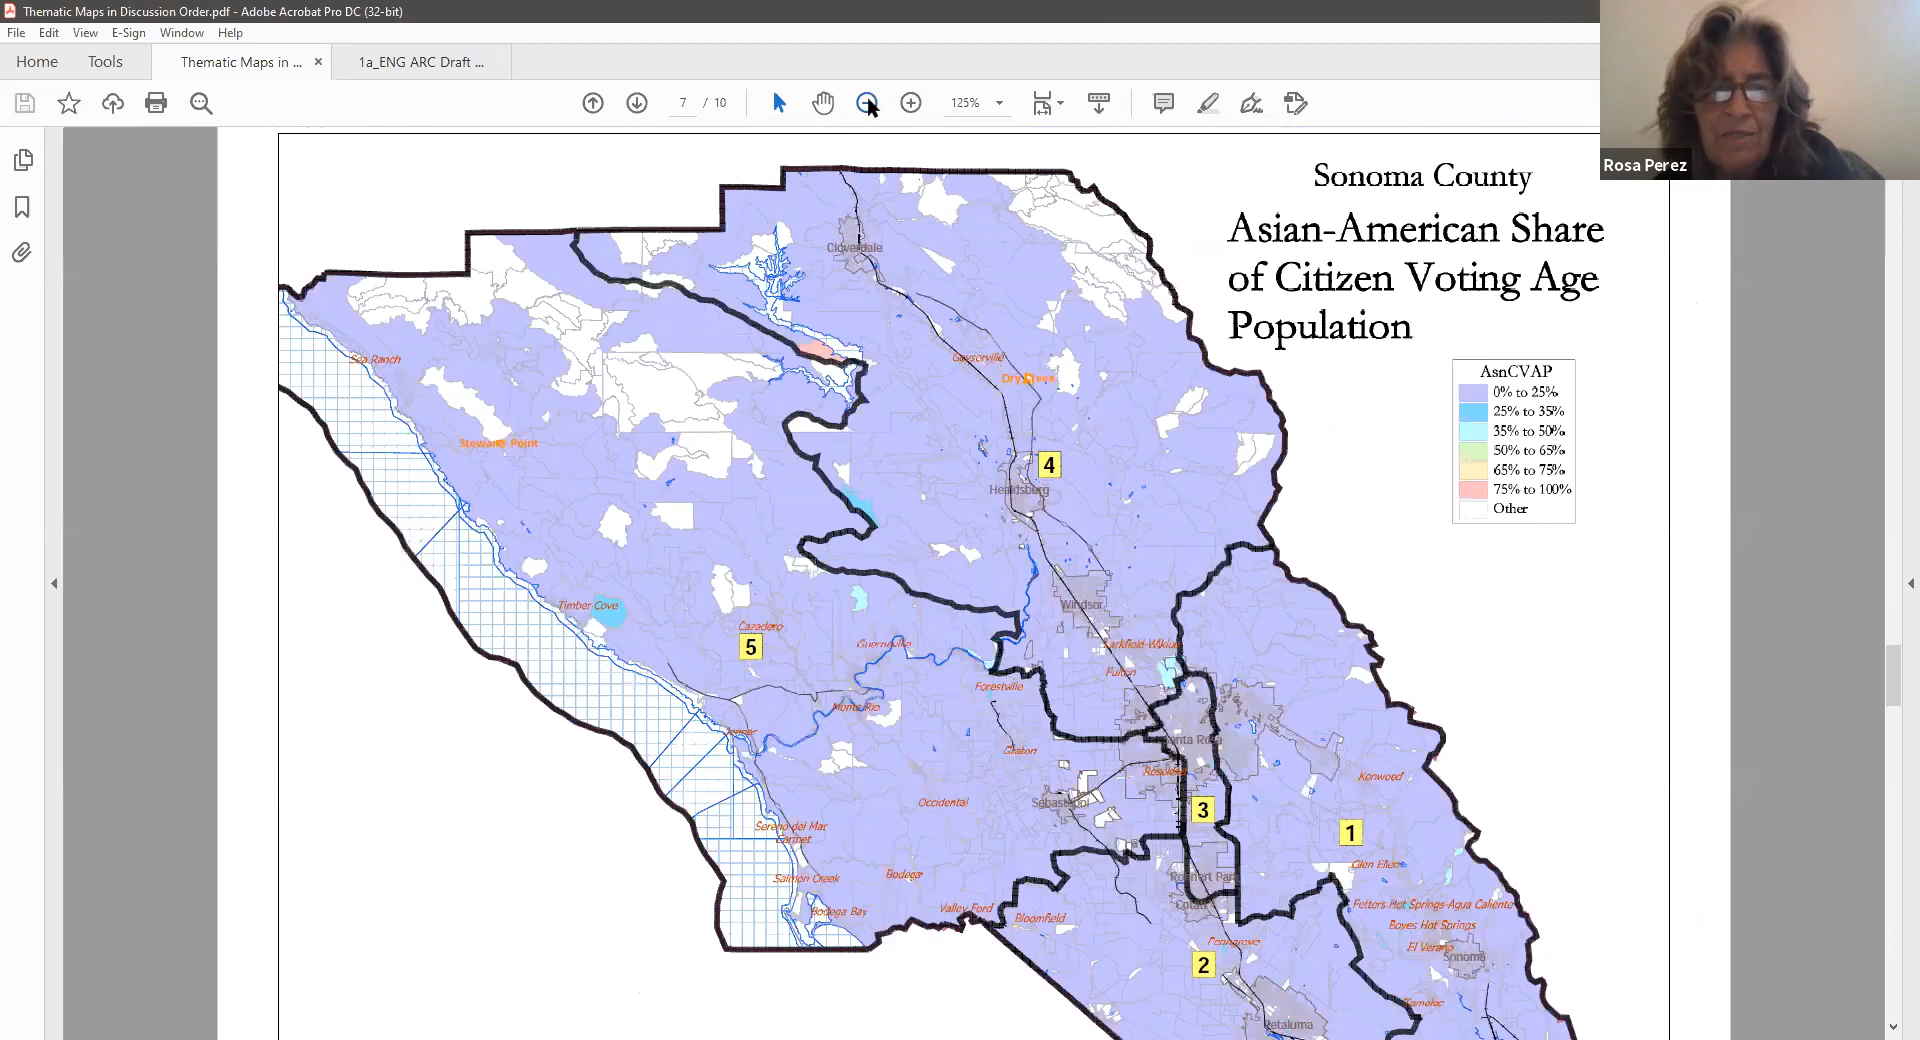 Thematic Maps in Discussion Order.pdf - Adobe Acrobat Pro DC (32-bit)
File Edit View E-Sign Window Help
Home Tools Thematic Maps in ... × 1a_ENG ARC Draft ...
7 / 10 125%
Rosa Perez
Sonoma County
Asian-American Share
of Citizen Voting Age
Population
AsnCVAP
0% to 25%
25% to 35%
35% to 50%
50% to 65%
65% to 75%
75% to 100%
Other
Cloverdale
Sea Ranch
Geyserville
Dry Creek
Stewarts Point
4
Healdsburg
Timber Cove
Windsor
Cazadero
5
Guerneville
Larkfield-Wikiup
Fulton
Forestville
Monte Rio
Jenner
Santa Rosa
Graton
Roseland
Kenwood
Occidental
Sebastopol
3
Sereno del Mar
Carmet
1
Glen Ellen
Salmon Creek
Bodega
Rohnert Park
Cotati
Fetters Hot Springs-Agua Caliente
Bodega Bay
Valley Ford
Bloomfield
Boyes Hot Springs
Penngrove
El Verano
Sonoma
2
Temelec
Petaluma